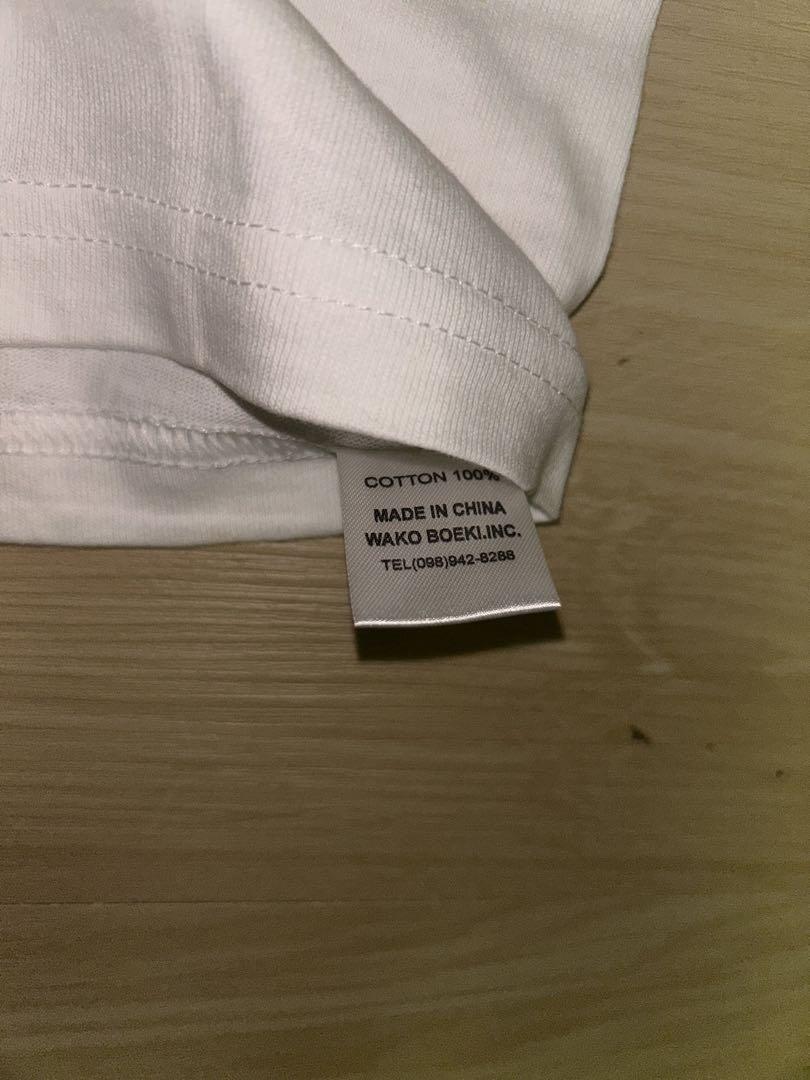 COTTON 100%
MADE IN CHINA
WAKO BOEKI.INC.
TEL(098)942-8288